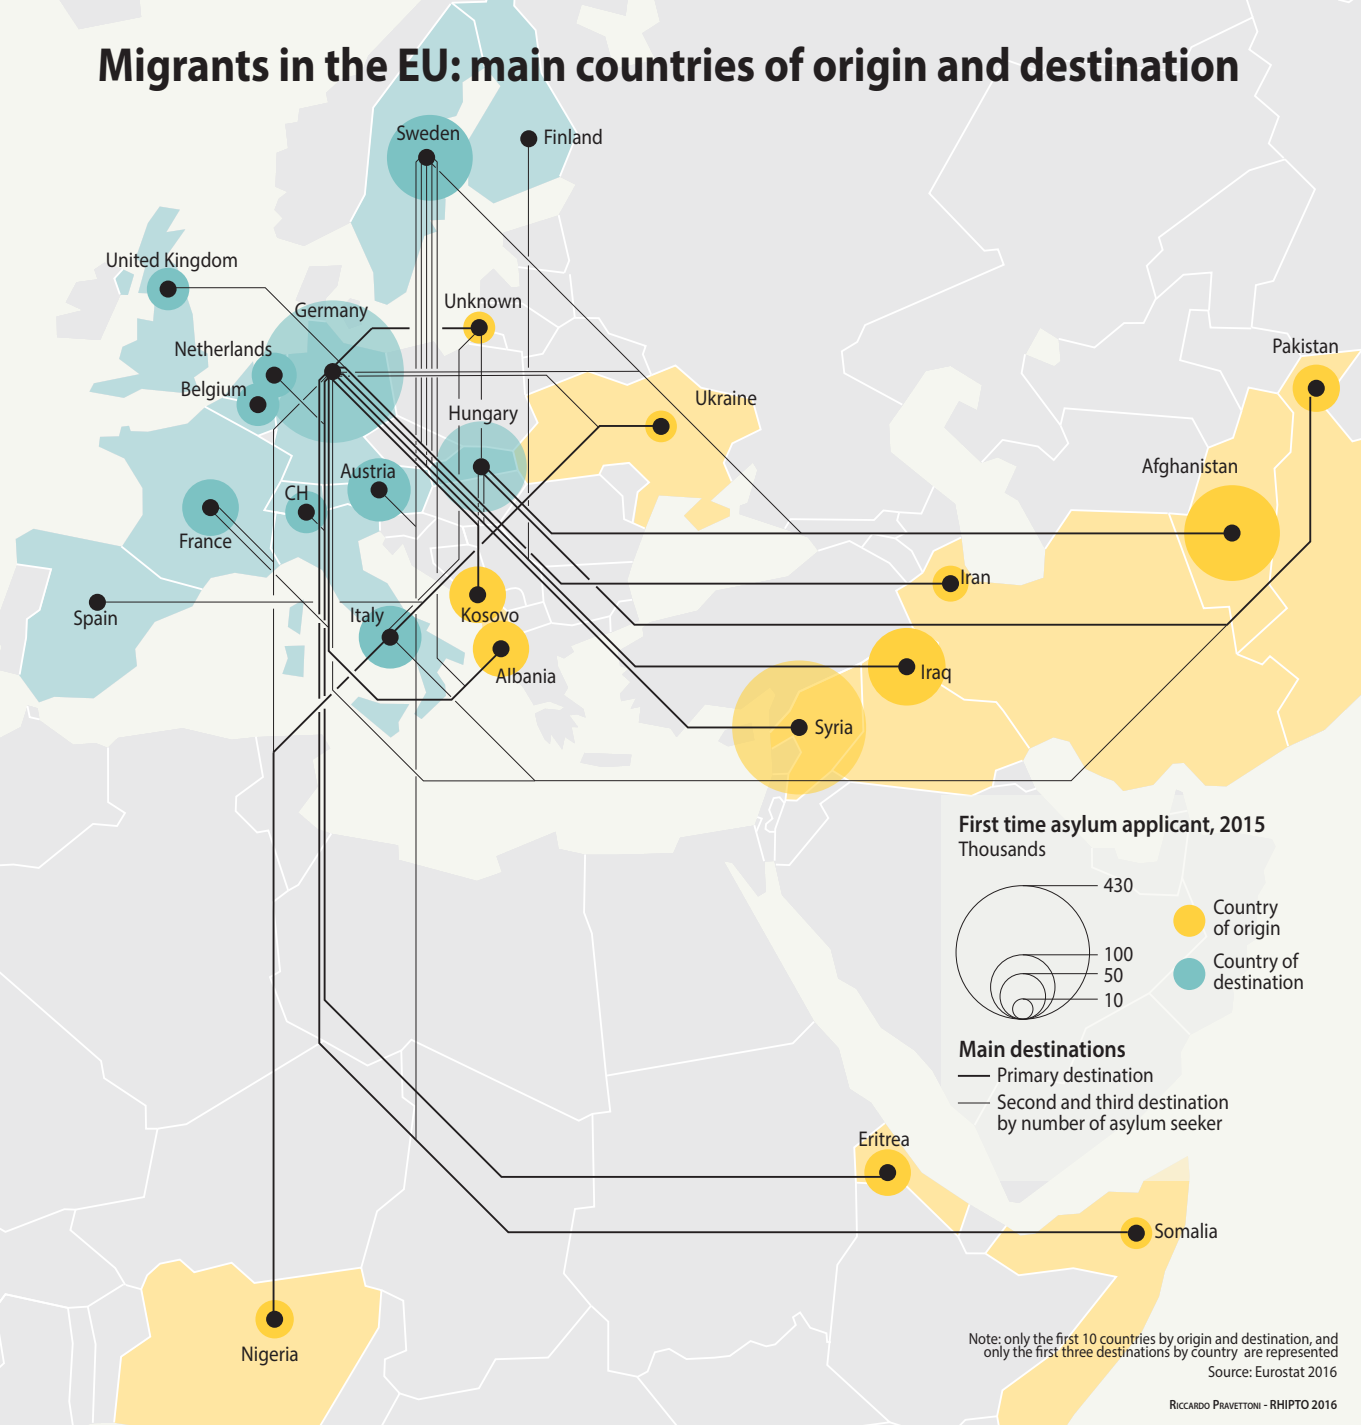 Migrants in the EU: main countries of origin and destination
Sweden
Finland
United Kingdom
Germany
Unknown
Netherlands
Pakistan
Belgium
Ukraine
Hungary
Austria
Afghanistan
CH
France
Iran
Spain
Italy
Kosovo
Albania
Iraq
Syria
First time asylum applicant, 2015
Thousands
430
100
50
10
Country
of origin
Country of
destination
Main destinations
Primary destination
Second and third destination
by number of asylum seeker
Eritrea
Somalia
Nigeria
Note: only the first 10 countries by origin and destination, and
only the first three destinations by country are represented
Source: Eurostat 2016
Riccardo Pravettoni - RHIPTO 2016